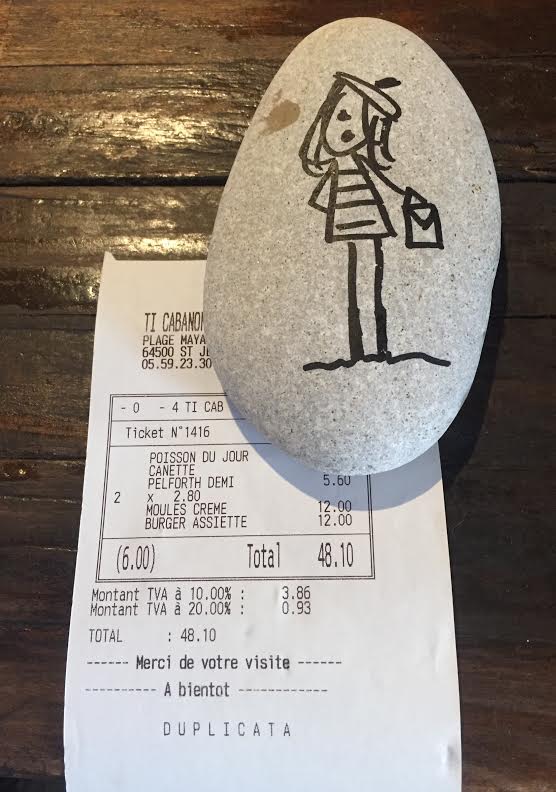 TI CABANON
PLAGE MAYA
64500 ST JE
05.59.23.30
- 0 - 4 TI CAB
Ticket N°1416
POISSON DU JOUR
CANETTE
PELFORTH DEMI 5.60
2 x 2.80
MOULES CREME 12.00
BURGER ASSIETTE 12.00
(6.00) Total 48.10
Montant TVA à 10.00% : 3.86
Montant TVA à 20.00% : 0.93
TOTAL : 48.10
------ Merci de votre visite ------
---------- A bientot ------------
DUPLICATA